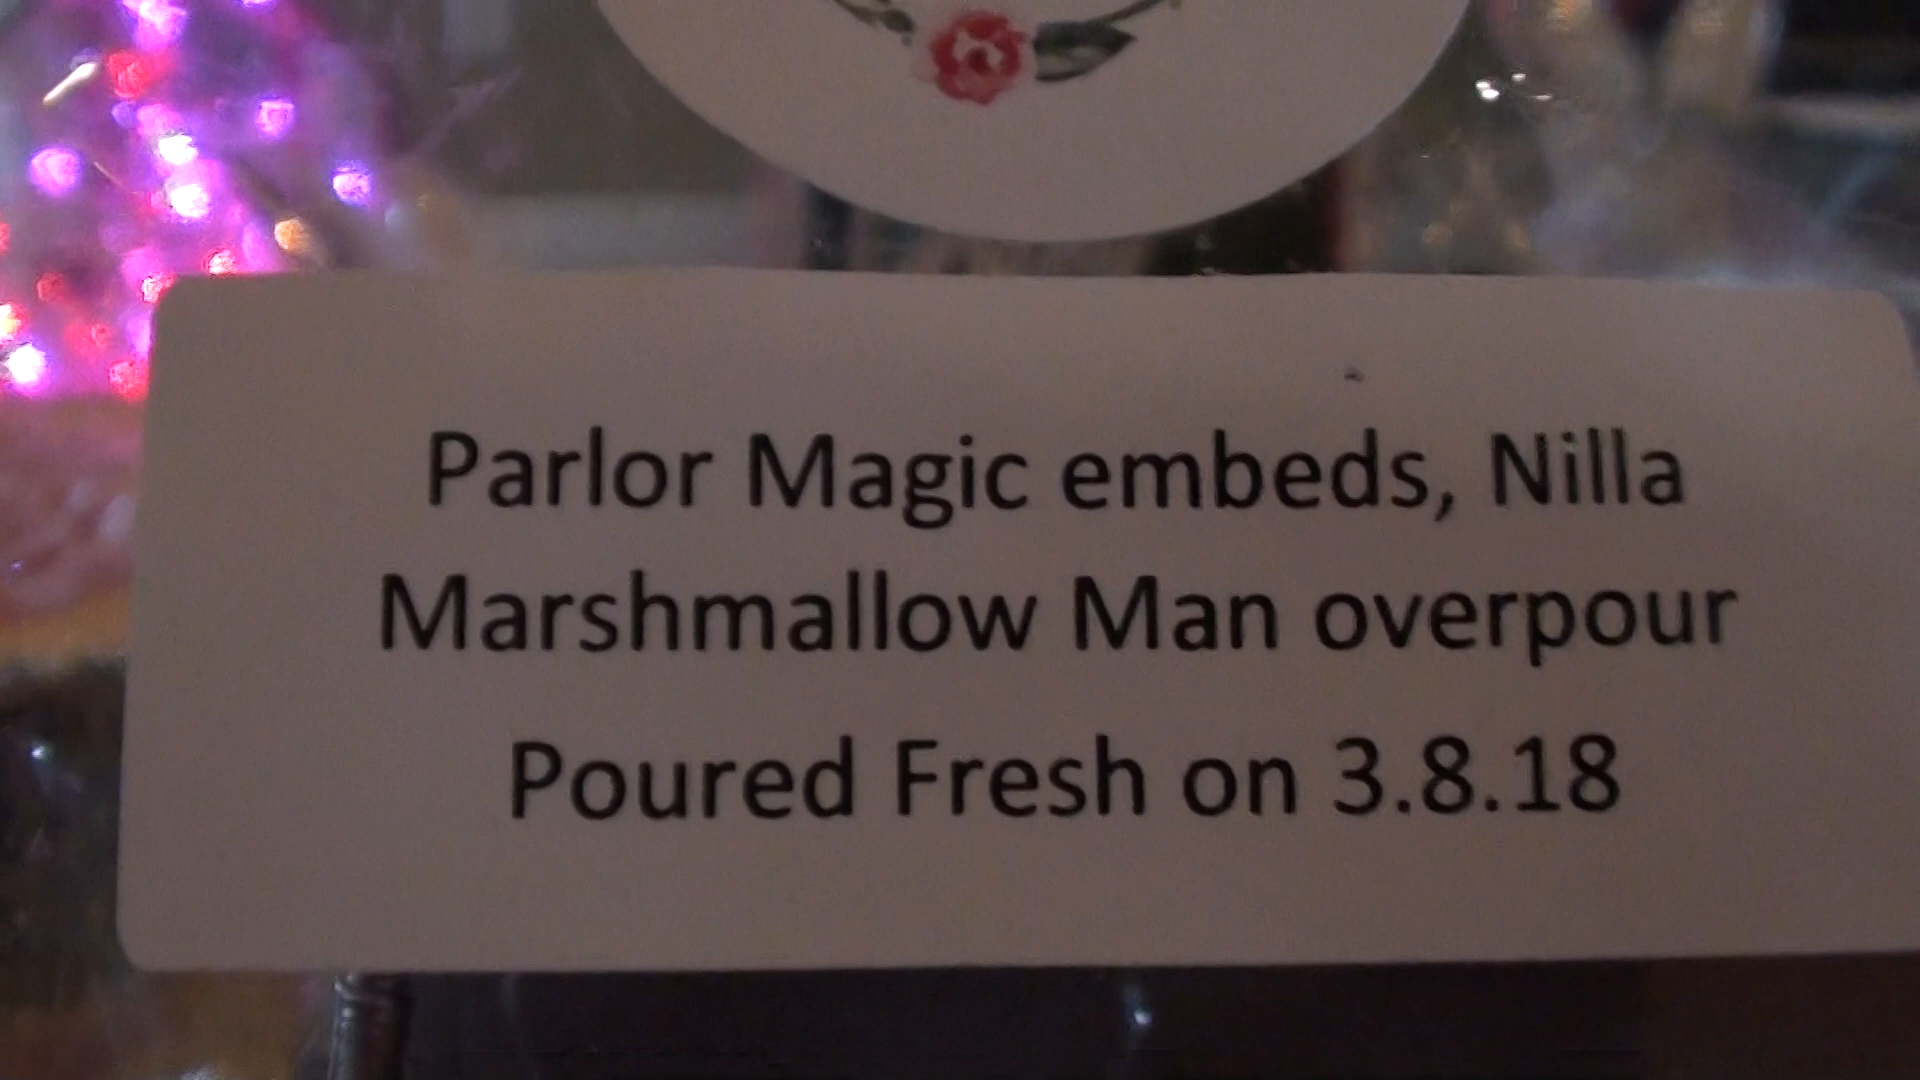 Parlor Magic embeds, Nilla
Marshmallow Man overpour
Poured Fresh on 3.8.18